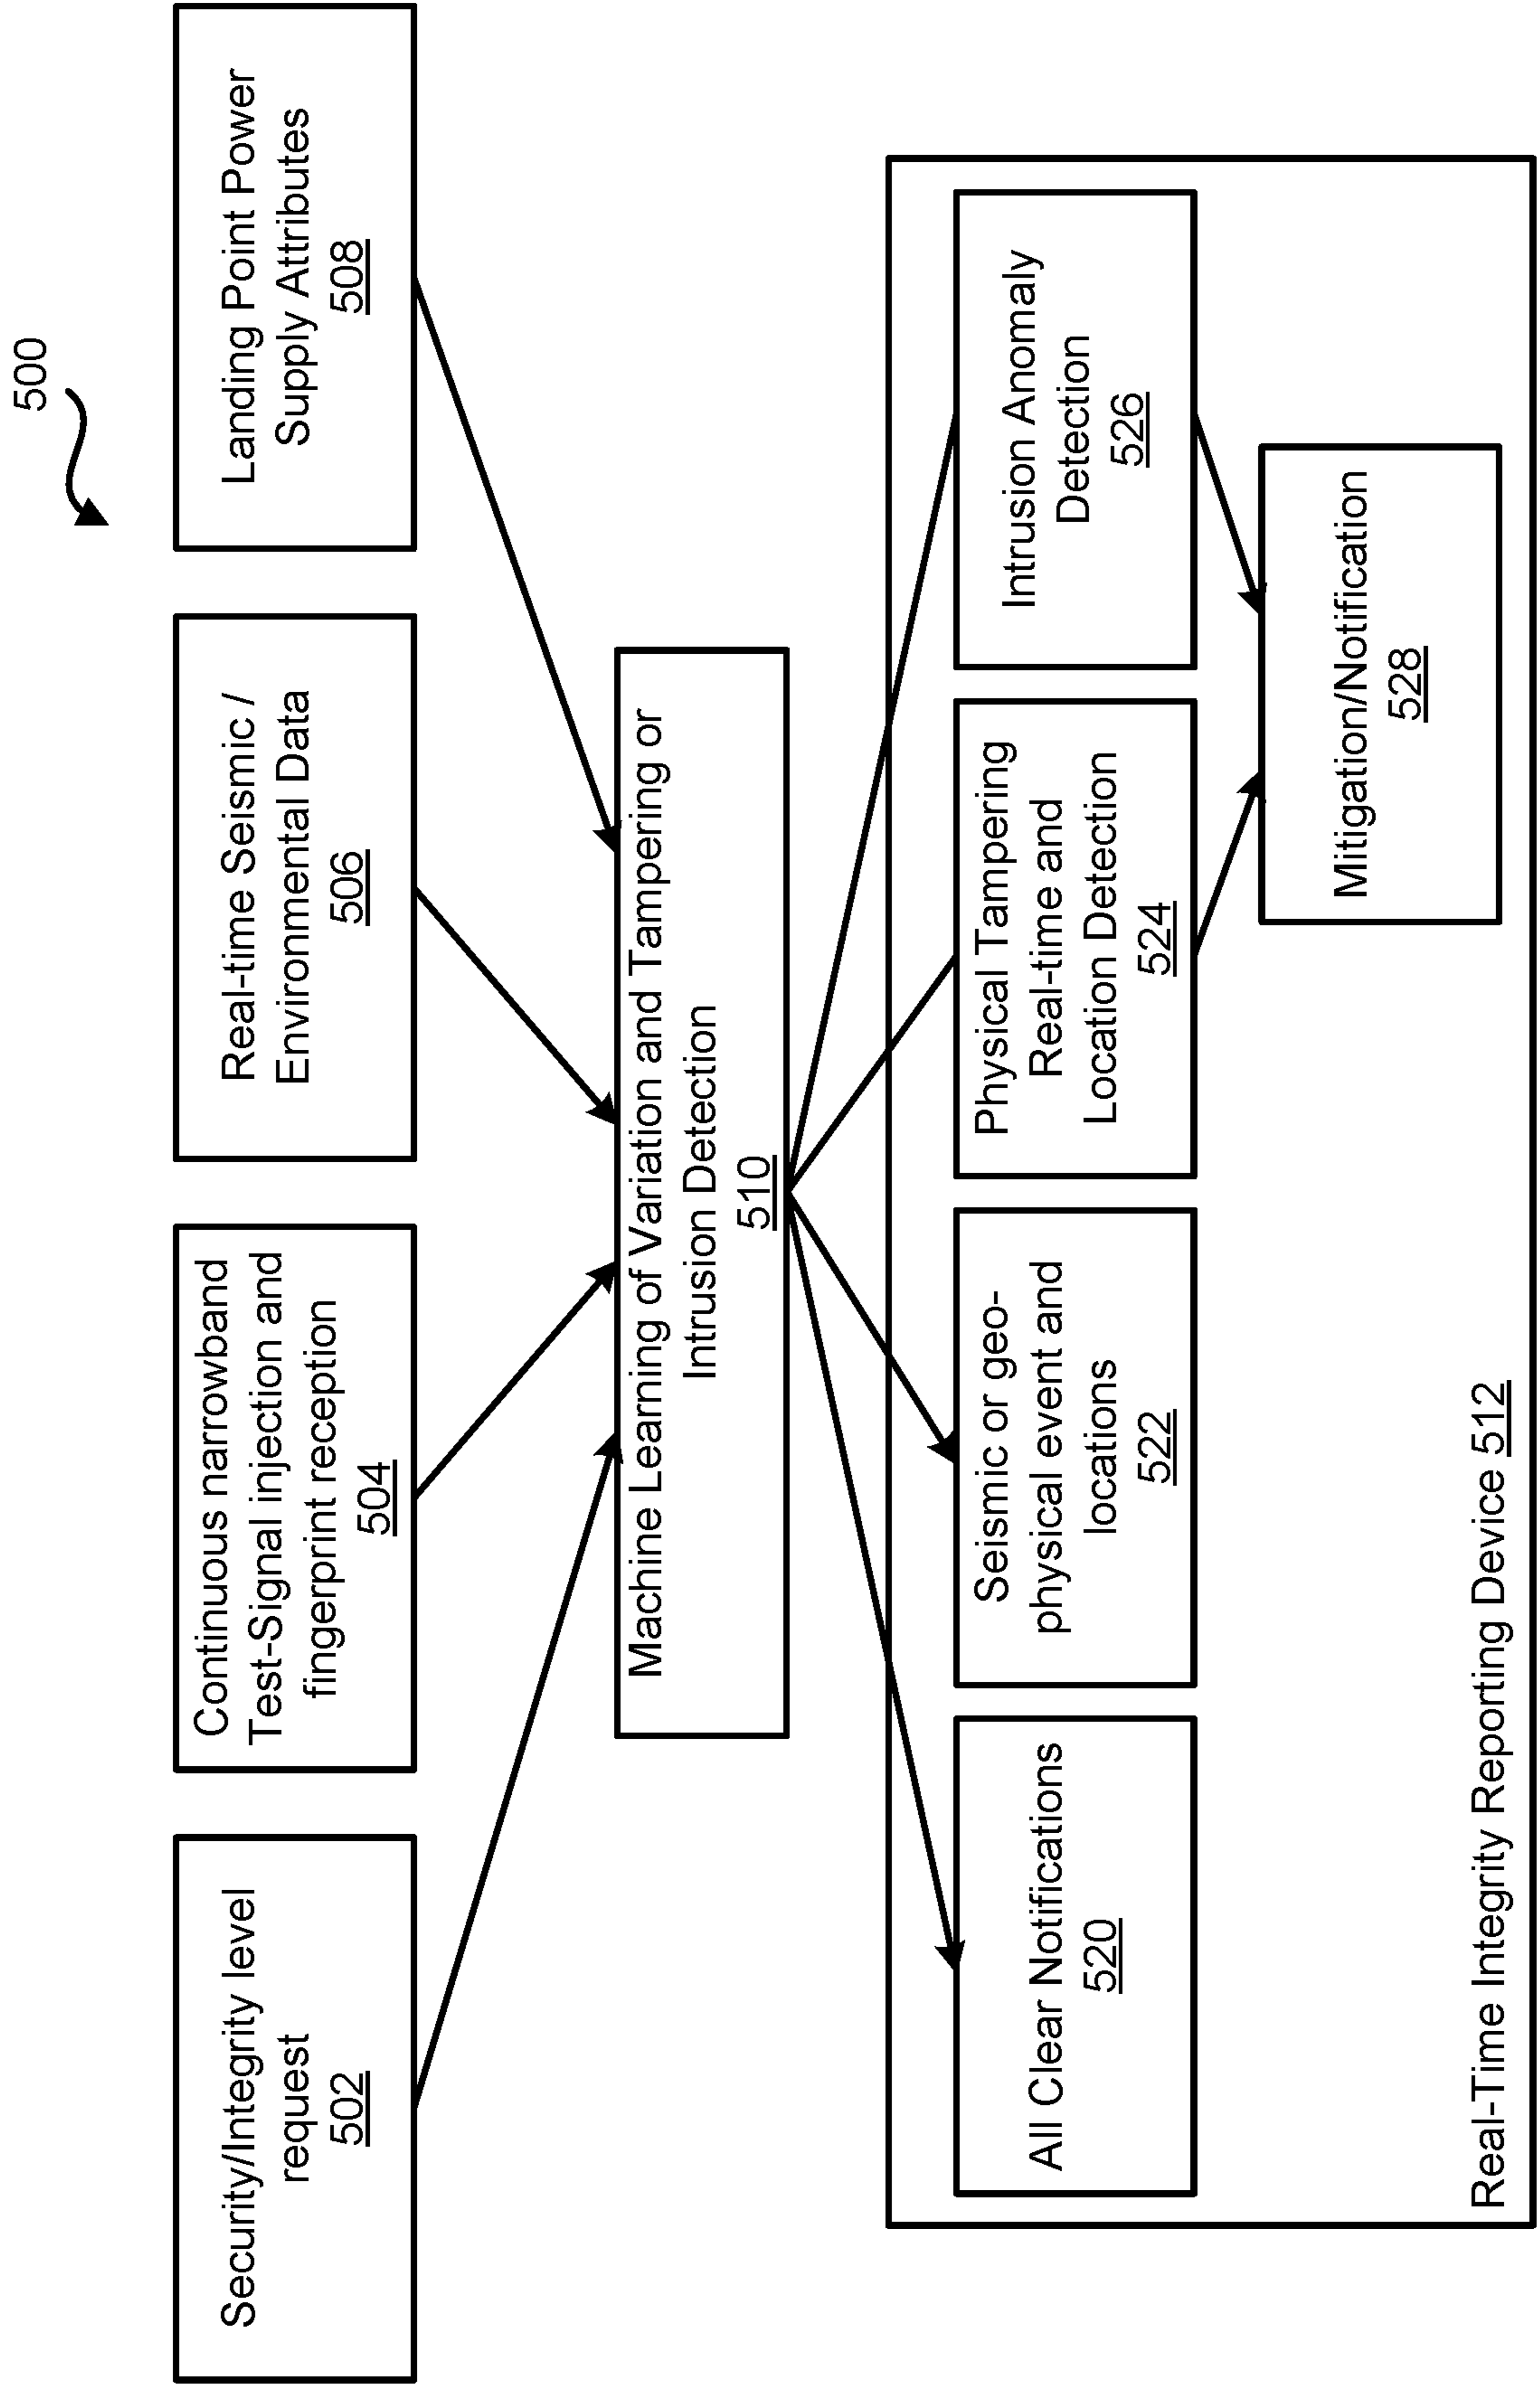 500
Security/Integrity level
request
502
Continuous narrowband
Test-Signal injection and
fingerprint reception
504
Real-time Seismic /
Environmental Data
506
Landing Point Power
Supply Attributes
508
Machine Learning of Variation and Tampering or
Intrusion Detection
510
All Clear Notifications
520
Seismic or geo-
physical event and
locations
522
Physical Tampering
Real-time and
Location Detection
524
Intrusion Anomaly
Detection
526
Mitigation/Notification
528
Real-Time Integrity Reporting Device 512